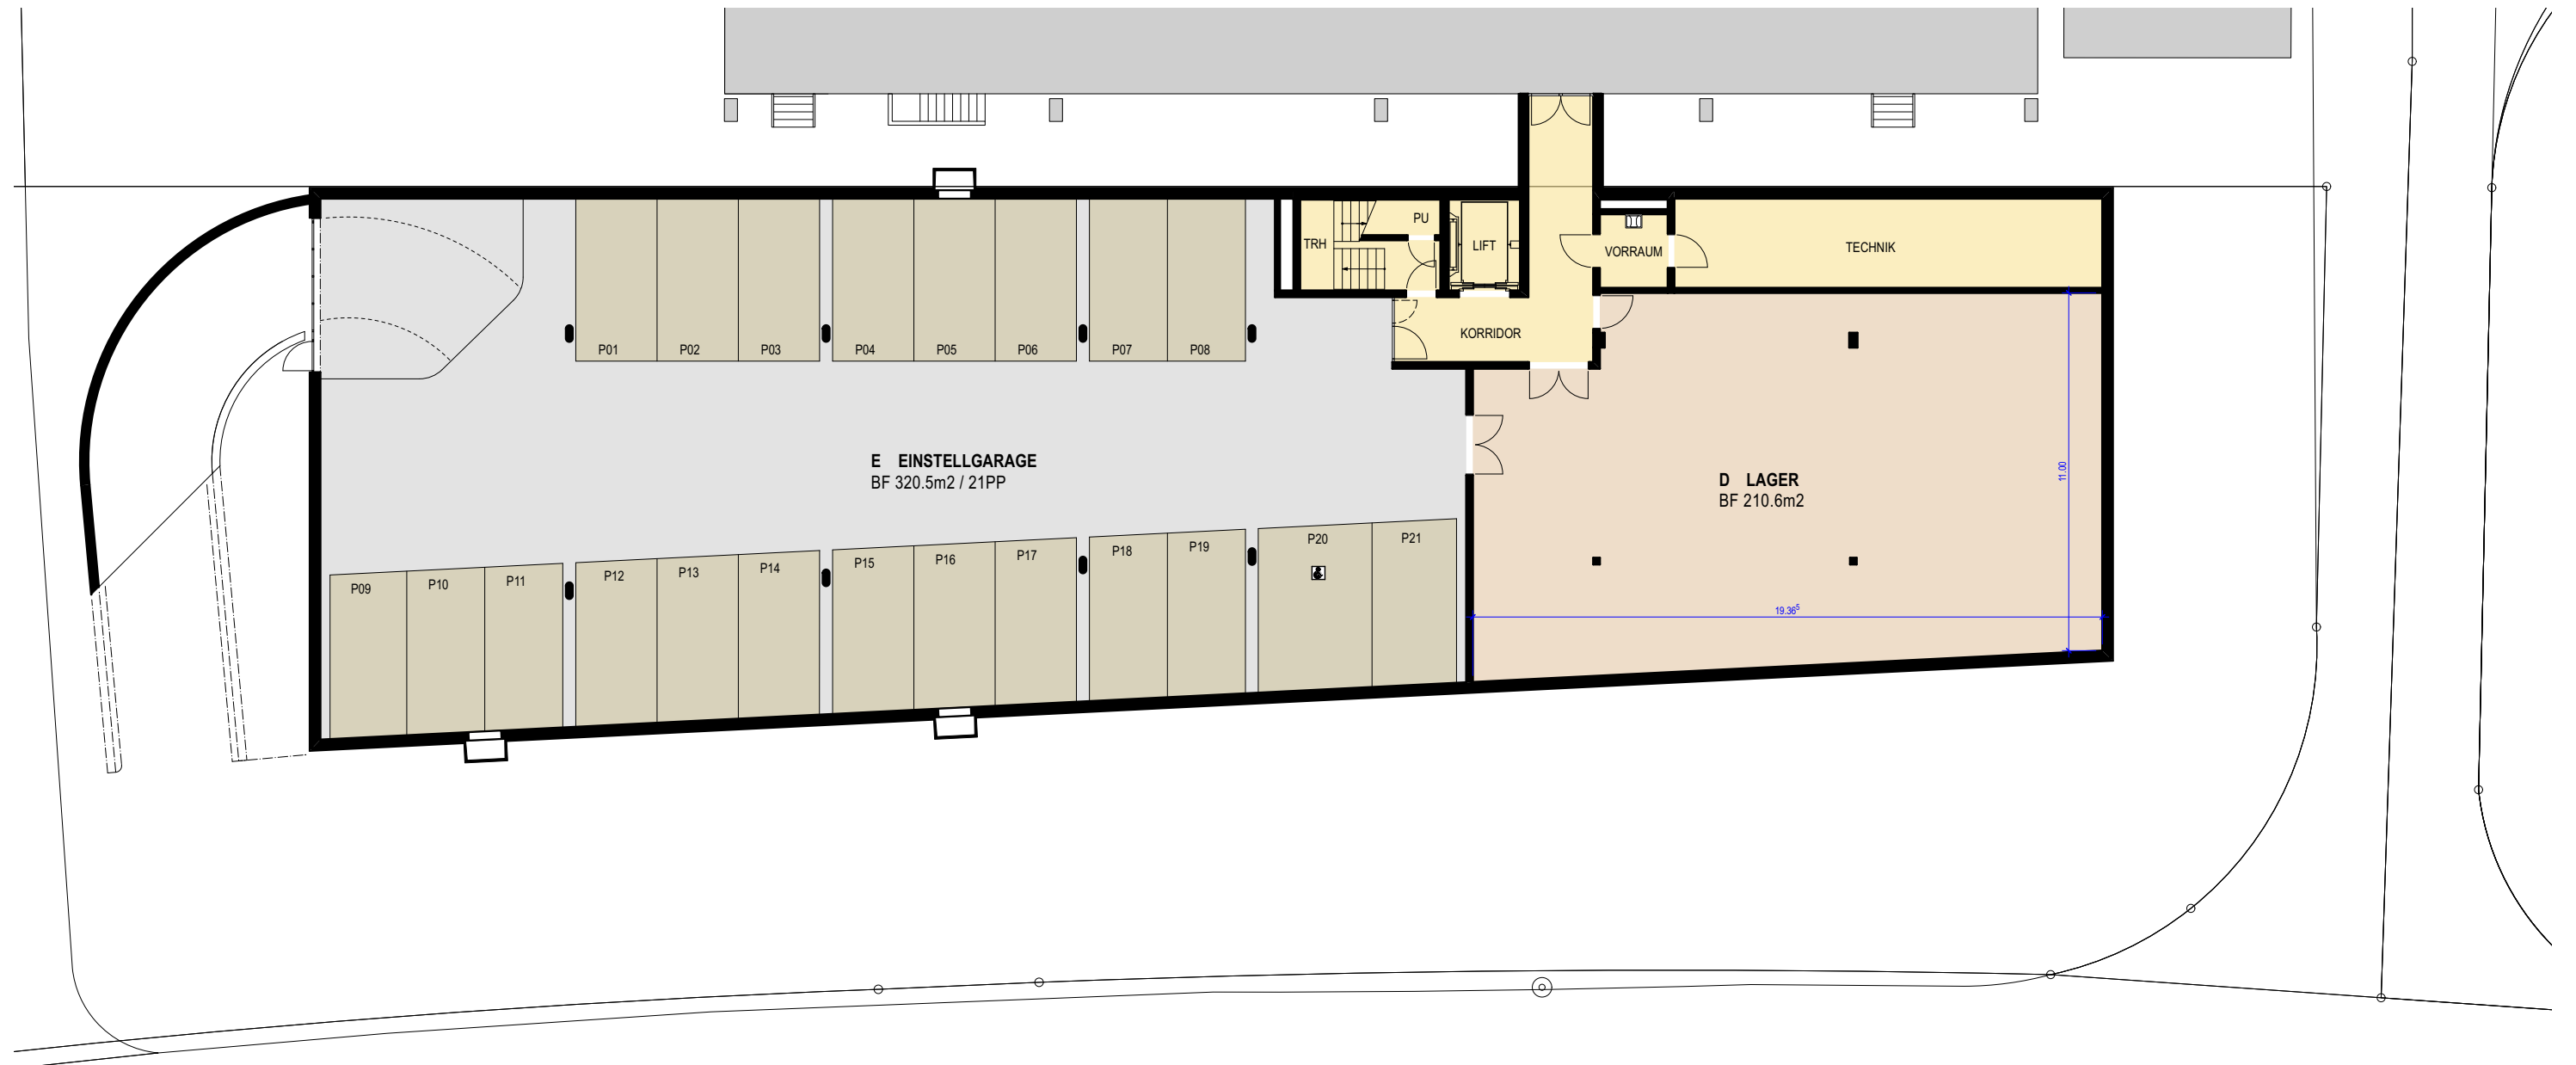 PU
TRH
LIFT
VORRAUM
TECHNIK
KORRIDOR
P01
P02
P03
P04
P05
P06
P07
P08
E EINSTELLGARAGE
BF 320.5m2 / 21PP
D LAGER
BF 210.6m2
11.00
19.36⁵
P09
P10
P11
P12
P13
P14
P15
P16
P17
P18
P19
P20
P21